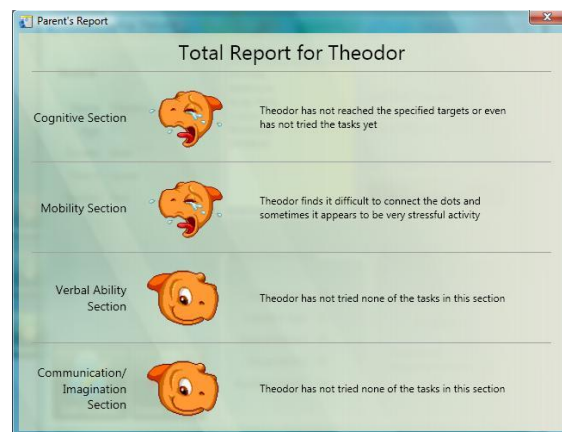 Parent's Report
Total Report for Theodor
Cognitive Section
Theodor has not reached the specified targets or even
has not tried the tasks yet
Mobility Section
Theodor finds it difficult to connect the dots and
sometimes it appears to be very stressful activity
Verbal Ability
Section
Theodor has not tried none of the tasks in this section
Communication/
Imagination
Section
Theodor has not tried none of the tasks in this section